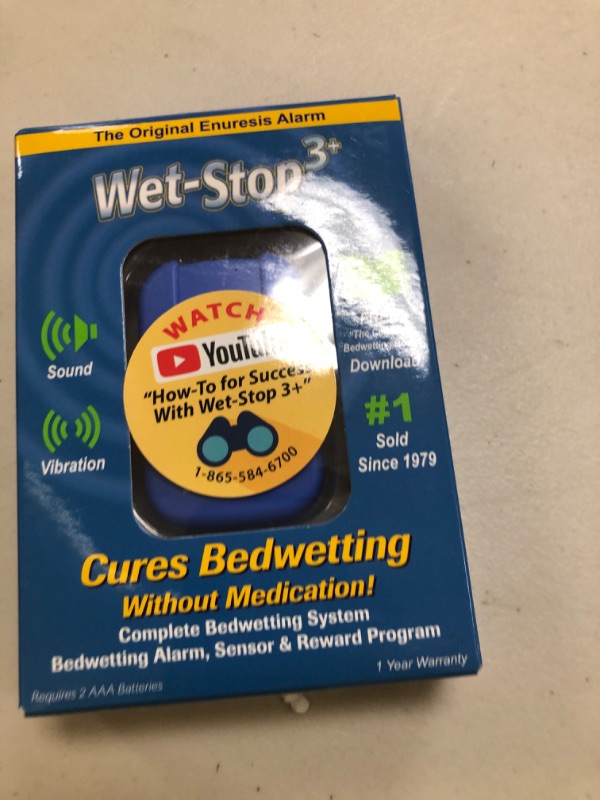 The Original Enuresis Alarm
Wet-Stop3+
WATCH
YouTube
"How-To for Success
With Wet-Stop 3+"
1-865-584-6700
Sound
Vibration
"The
Bedwetting
Download
#1
Sold
Since 1979
Cures Bedwetting
Without Medication!
Complete Bedwetting System
Bedwetting Alarm, Sensor & Reward Program
1 Year Warranty
Requires 2 AAA Batteries